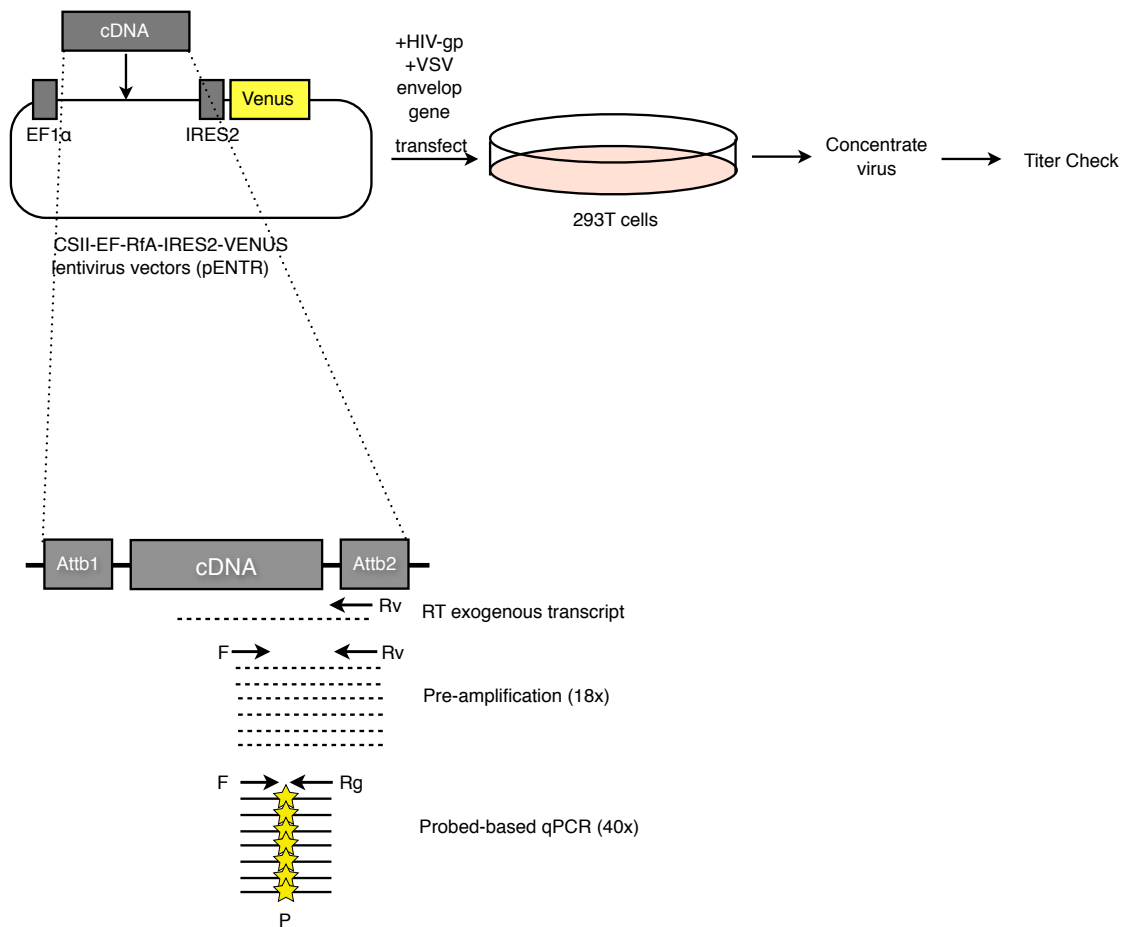 cDNA
EF1α
IRES2
Venus
CSII-EF-RfA-IRES2-VENUS
lentivirus vectors (pENTR)
+HIV-gp
+VSV
envelop
gene
transfect
293T cells
Concentrate
virus
Titer Check
Attb1
cDNA
Attb2
Rv
RT exogenous transcript
F
Rv
Pre-amplification (18x)
F
Rg
Probed-based qPCR (40x)
P